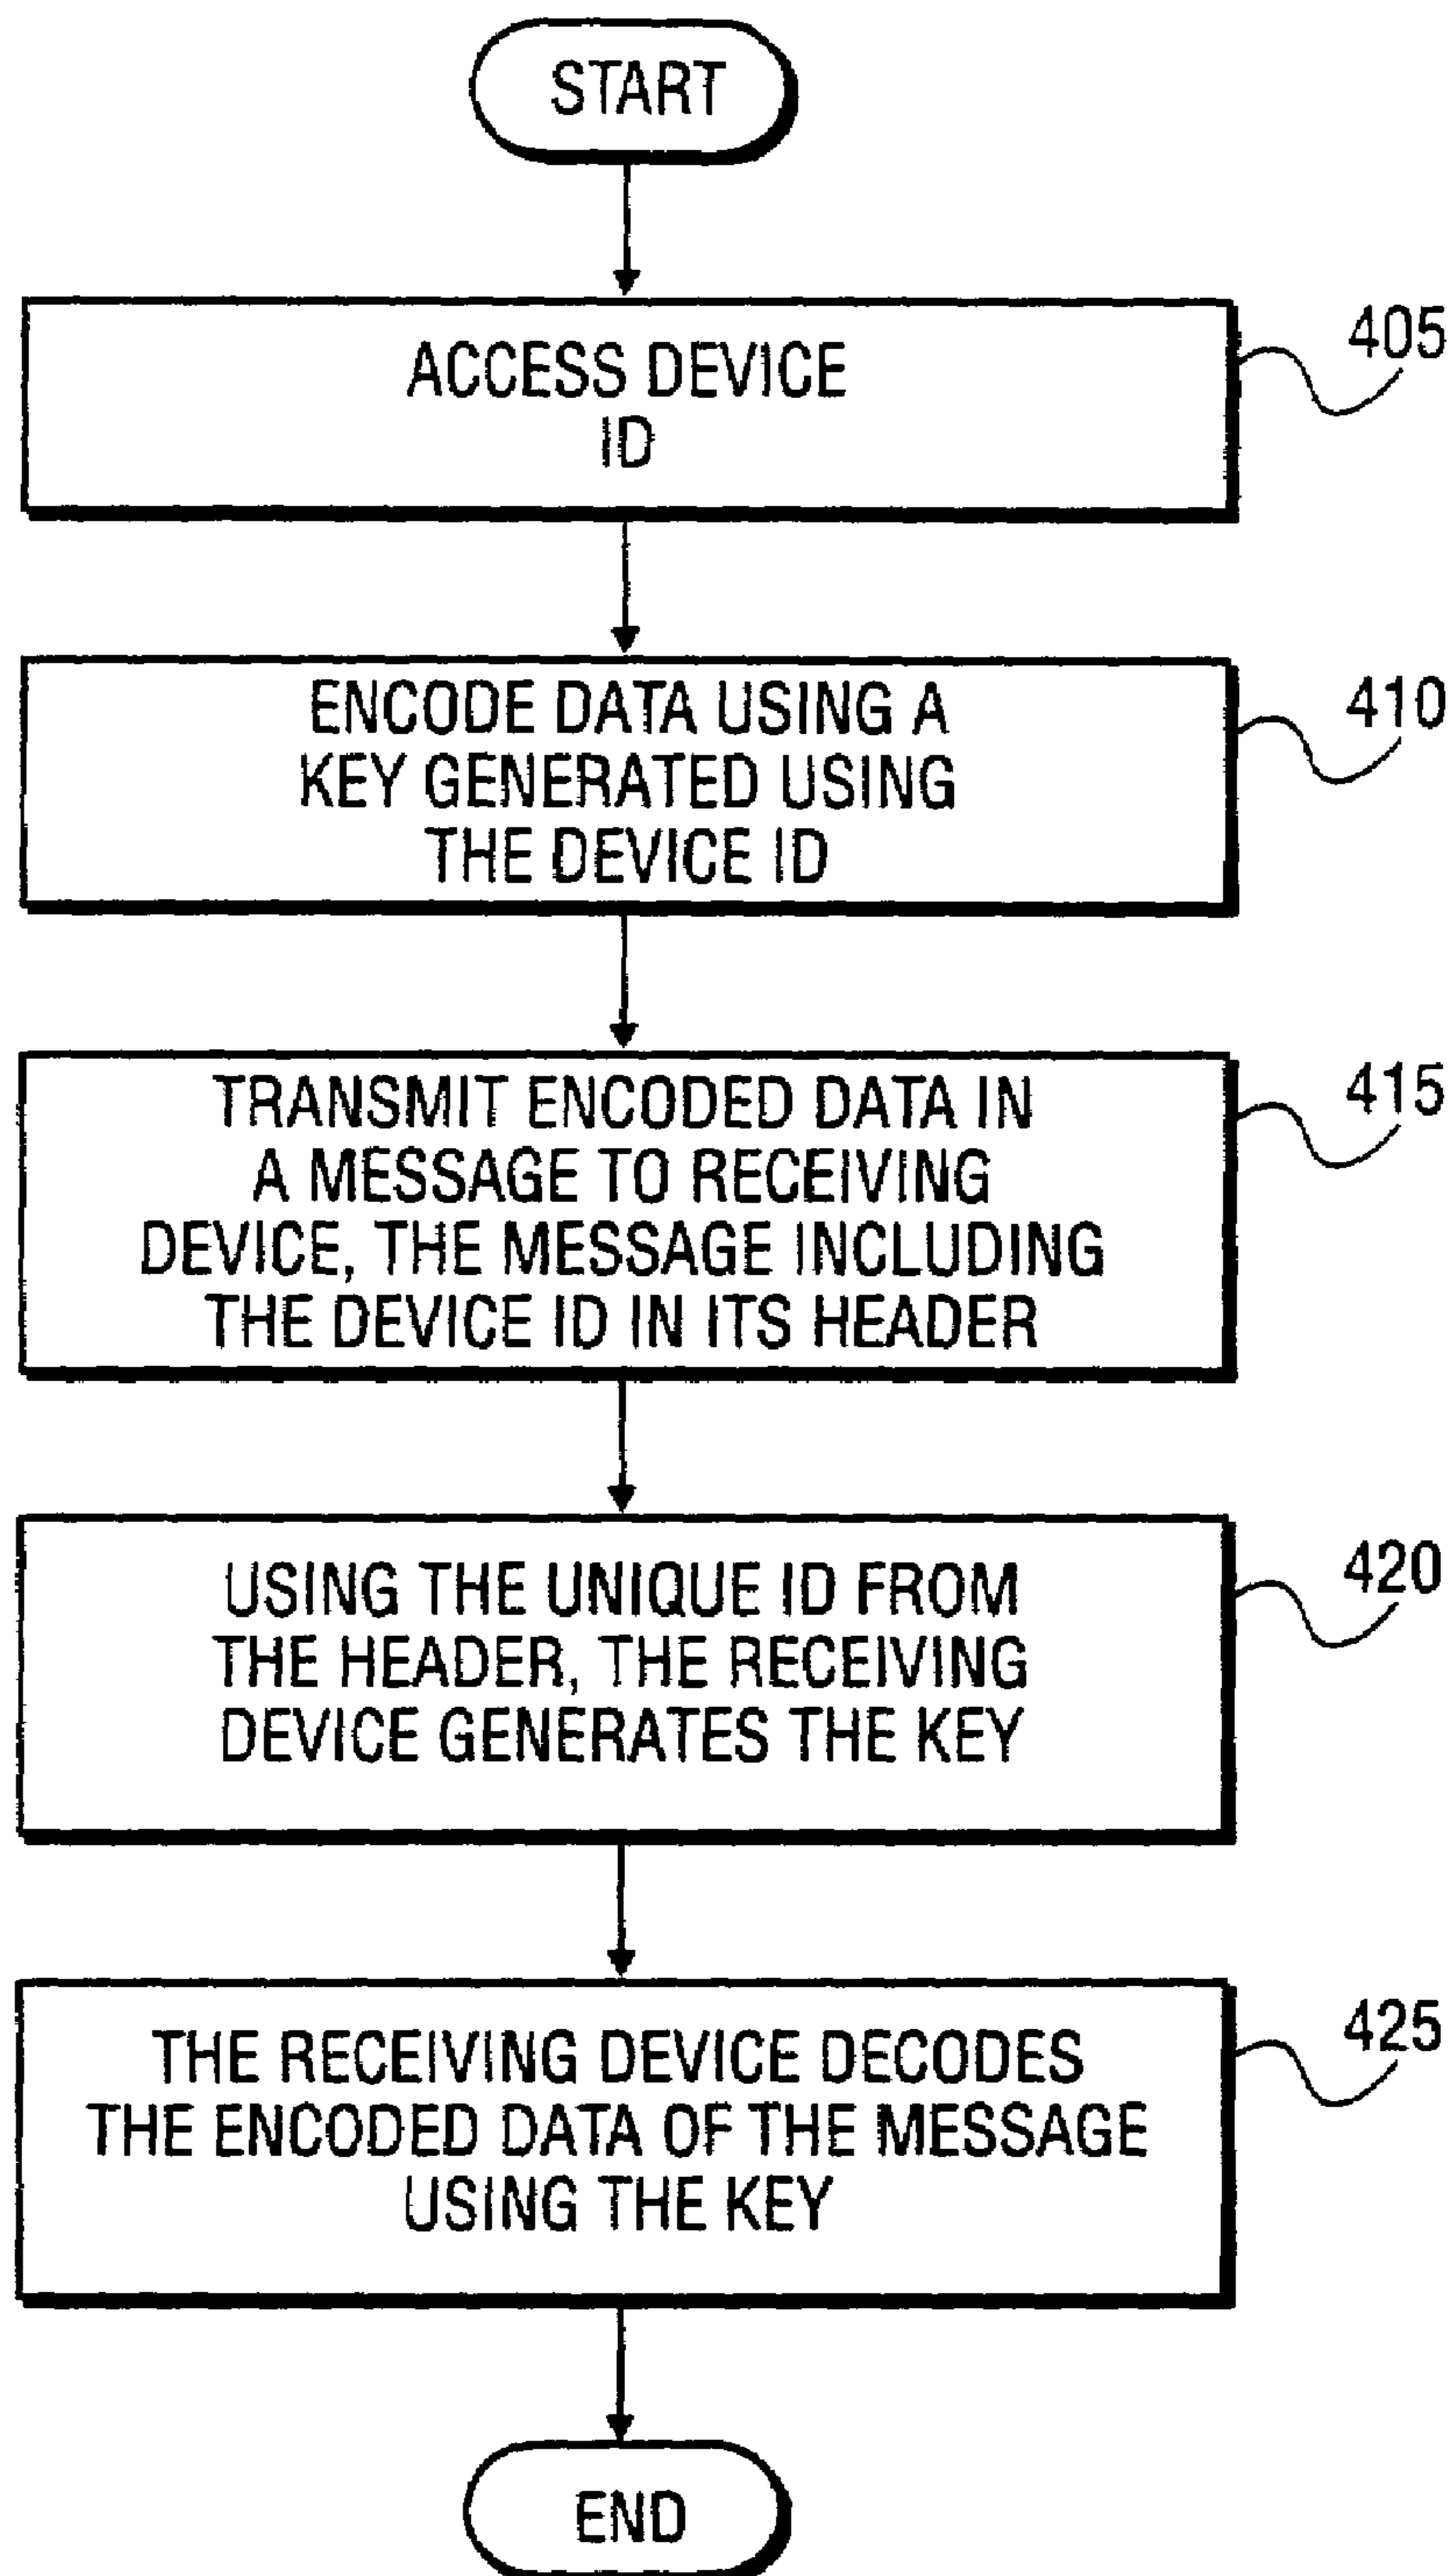 START
ACCESS DEVICE
ID
405
ENCODE DATA USING A
KEY GENERATED USING
THE DEVICE ID
410
TRANSMIT ENCODED DATA IN
A MESSAGE TO RECEIVING
DEVICE, THE MESSAGE INCLUDING
THE DEVICE ID IN ITS HEADER
415
USING THE UNIQUE ID FROM
THE HEADER, THE RECEIVING
DEVICE GENERATES THE KEY
420
THE RECEIVING DEVICE DECODES
THE ENCODED DATA OF THE MESSAGE
USING THE KEY
425
END